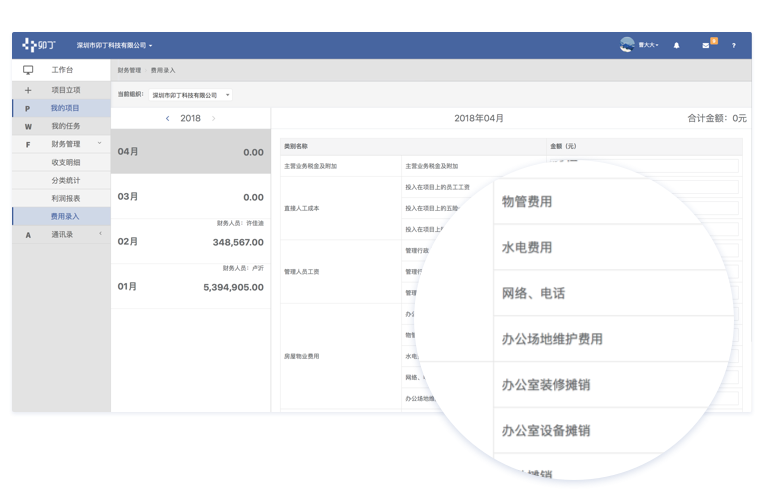 卯丁
深圳市卯丁科技有限公司
曹大大
?
工作台
财务管理 费用录入
+ 项目立项
当前组织: 深圳市卯丁科技有限公司
P 我的项目
< 2018 >
2018年04月
合计金额: 0元
W 我的任务
F 财务管理
收支明细
分类统计
利润报表
费用录入
A 通讯录
04月 0.00
03月 0.00
财务人员: 许佳迪
02月 348,567.00
财务人员: 卢沂
01月 5,394,905.00
类别名称 金额 (元)
主营业务税金及附加 主营业务税金及附加
直接人工成本
投入在项目上的员工工资
投入在项目上的五险
投入在项目上
管理人员工资
管理行政
管理
管理
房屋物业费用
办
物管
水电
网络、
办公场地维
物管费用
水电费用
网络、电话
办公场地维护费用
办公室装修摊销
办公室设备摊销
摊销